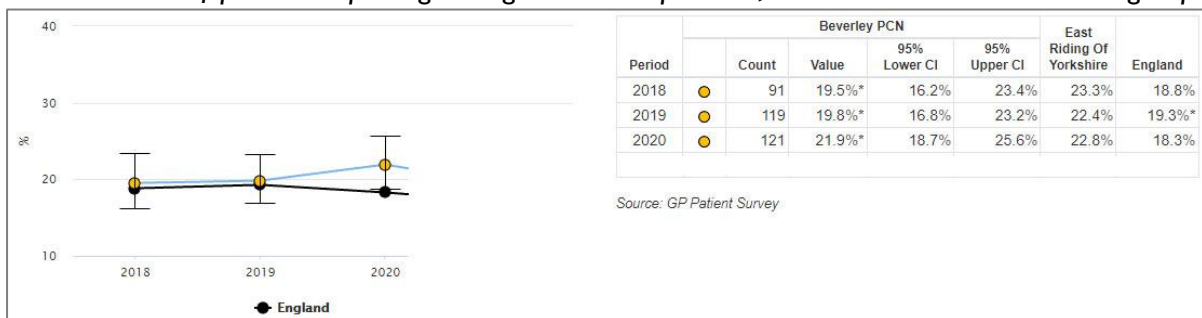 40
30
%
20
10
2018 2019 2020
England
Beverley PCN
Period Count Value 95% Lower CI 95% Upper CI East Riding Of Yorkshire England
2018 91 19.5%* 16.2% 23.4% 23.3% 18.8%
2019 119 19.8%* 16.8% 23.2% 22.4% 19.3%*
2020 121 21.9%* 18.7% 25.6% 22.8% 18.3%
Source: GP Patient Survey